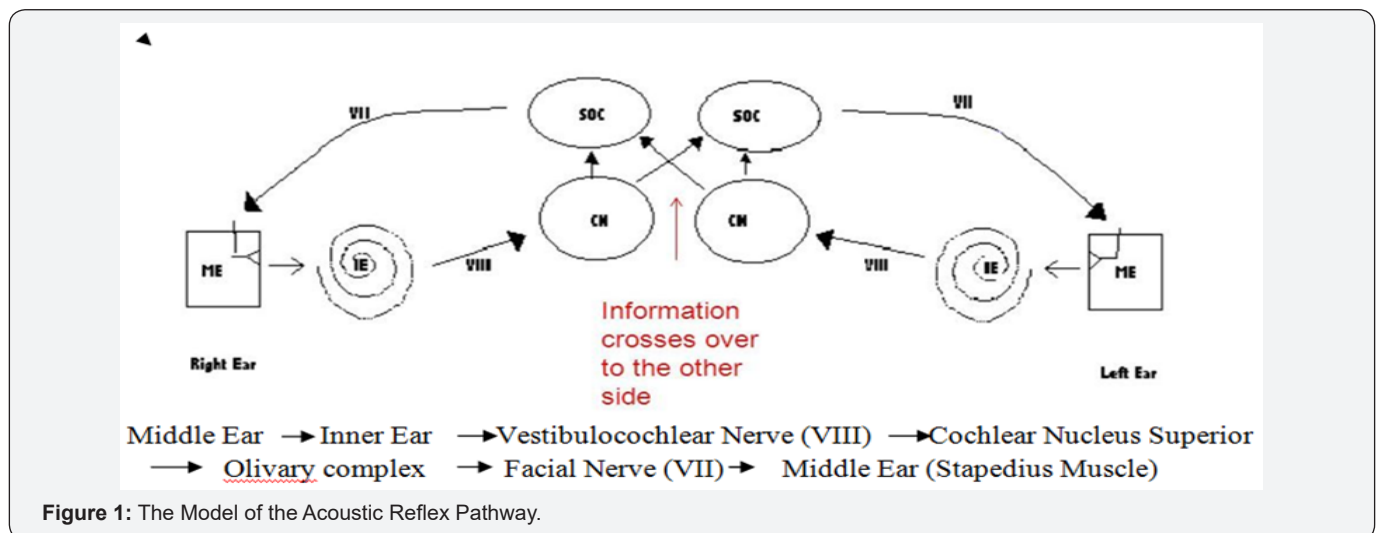 VII
SOC
SOC
VII
CN
CN
ME
IE
VIII
VIII
IE
ME
Information
crosses over
to the other
side
Right Ear
Left Ear
Middle Ear → Inner Ear → Vestibulocochlear Nerve (VIII) → Cochlear Nucleus Superior
→ Olivary complex → Facial Nerve (VII) → Middle Ear (Stapedius Muscle)
Figure 1: The Model of the Acoustic Reflex Pathway.